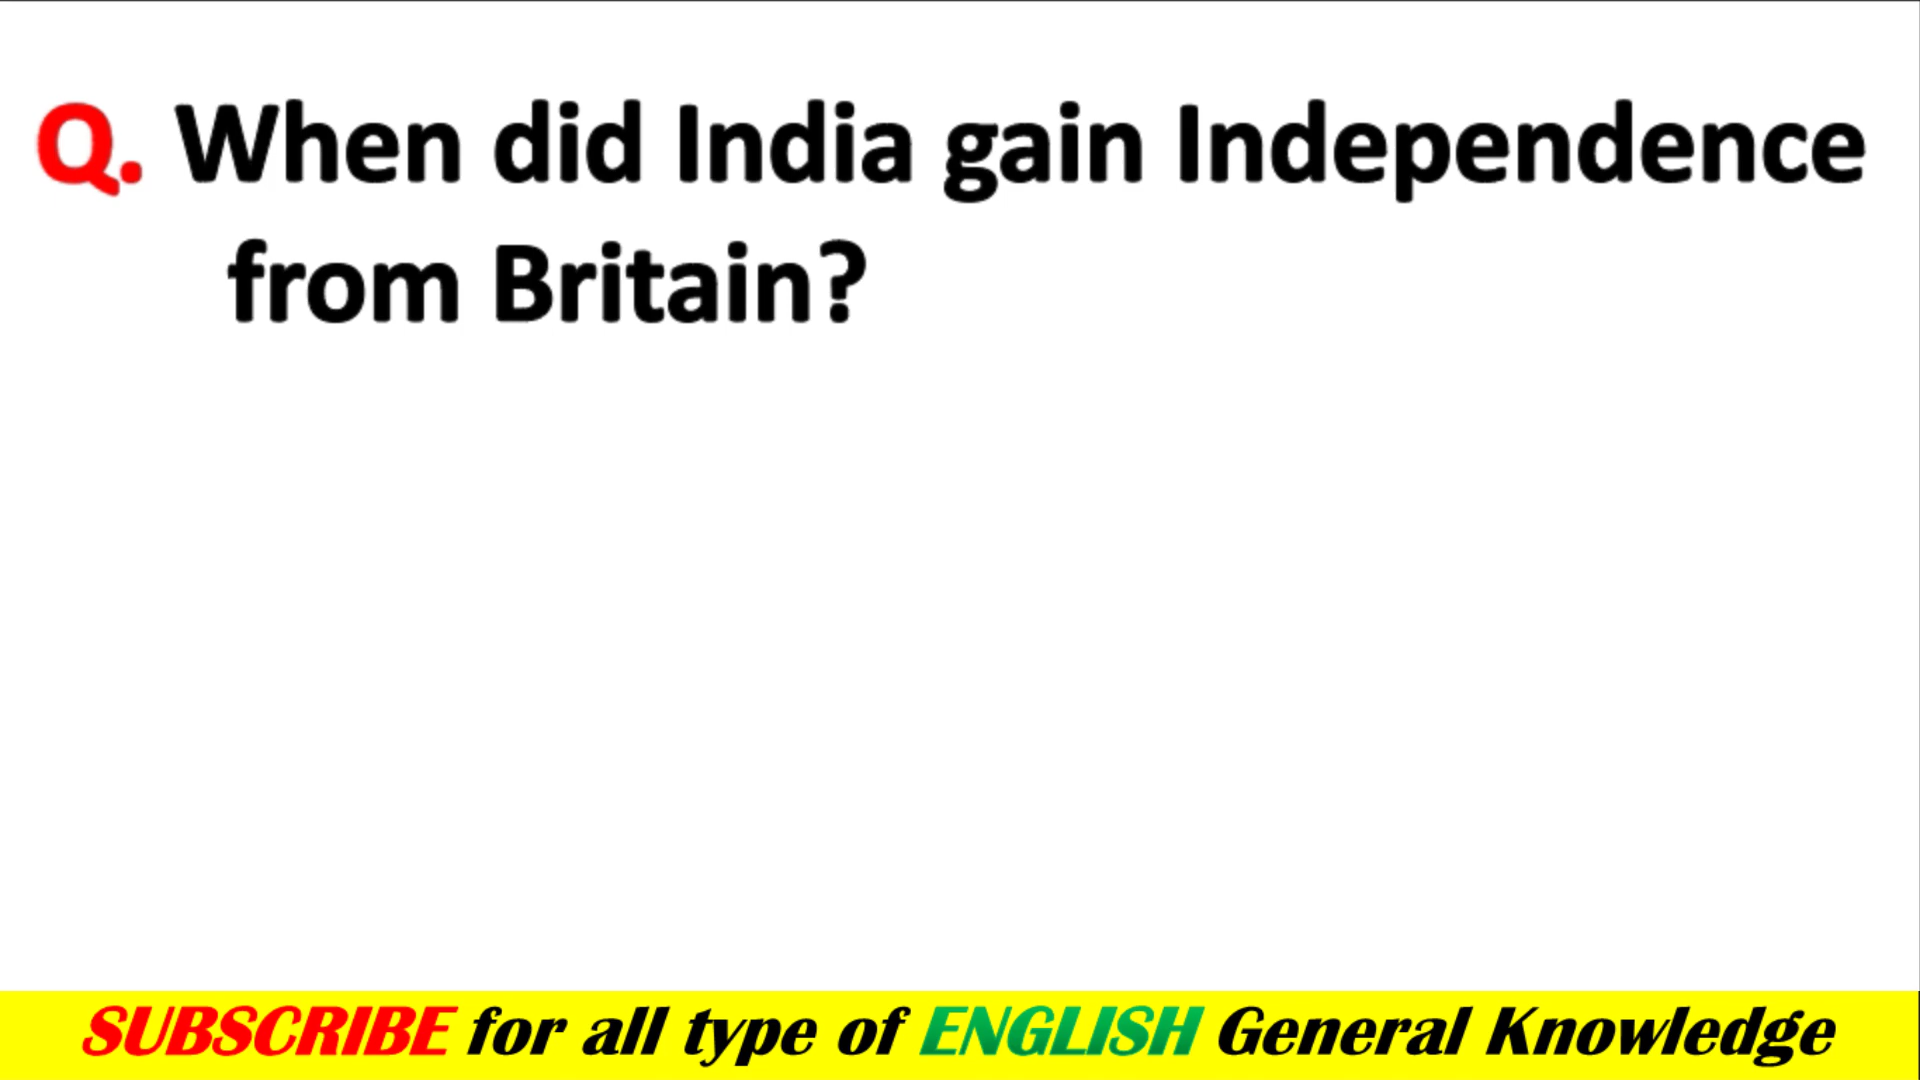 Q. When did India gain Independence
from Britain?
SUBSCRIBE for all type of ENGLISH General Knowledge